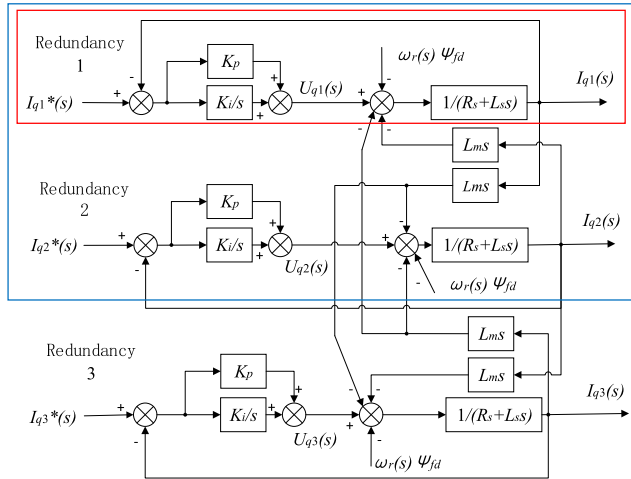 Redundancy
1
Kp
ωr(s) Ψfd
Iq1(s)
Iq1*(s)
+
-
Ki/s
+
+
Uq1(s)
+
-
-
-
1/(Rs+Lss)
Lms
Lms
Redundancy
2
Kp
Iq2(s)
Iq2*(s)
+
-
Ki/s
+
+
Uq2(s)
+
-
-
-
1/(Rs+Lss)
ωr(s) Ψfd
Lms
Redundancy
3
Kp
Lms
Iq3(s)
Iq3*(s)
+
-
Ki/s
+
+
Uq3(s)
+
-
-
-
1/(Rs+Lss)
ωr(s) Ψfd